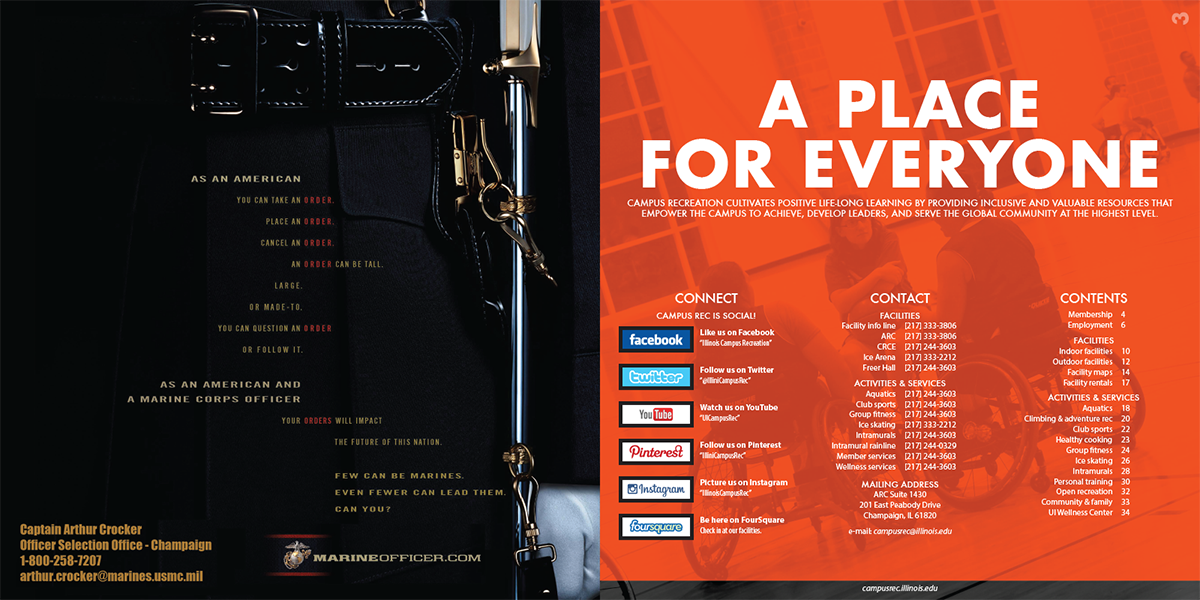 AS AN AMERICAN
YOU CAN TAKE AN ORDER.
PLACE AN ORDER.
CANCEL AN ORDER.
AN ORDER CAN BE TALL.
LARGE.
OR MADE-TO.
YOU CAN QUESTION AN ORDER
OR FOLLOW IT.
AS AN AMERICAN AND
A MARINE CORPS OFFICER
YOUR ORDERS WILL IMPACT
THE FUTURE OF THIS NATION.
FEW CAN BE MARINES.
EVEN FEWER CAN LEAD THEM.
CAN YOU?
Captain Arthur Crocker
Officer Selection Office - Champaign
1-800-258-7207
arthur.crocker@marines.usmc.mil
MARINEOFFICER.COM
3
A PLACE
FOR EVERYONE
CAMPUS RECREATION CULTIVATES POSITIVE LIFE-LONG LEARNING BY PROVIDING INCLUSIVE AND VALUABLE RESOURCES THAT
EMPOWER THE CAMPUS TO ACHIEVE, DEVELOP LEADERS, AND SERVE THE GLOBAL COMMUNITY AT THE HIGHEST LEVEL.
CONNECT
CAMPUS REC IS SOCIAL!
facebook
Like us on Facebook
"Illinois Campus Recreation"
twitter
Follow us on Twitter
"@IlliniCampusRec"
YouTube
Watch us on YouTube
"UICampusRec"
Pinterest
Follow us on Pinterest
"IlliniCampusRec"
Instagram
Picture us on Instagram
"IllinoisCampusRec"
foursquare
Be here on FourSquare
Check in at our facilities.
CONTACT
FACILITIES
Facility info line [217] 333-3806
ARC [217] 333-3806
CRCE [217] 244-3603
Ice Arena [217] 333-2212
Freer Hall [217] 244-3603
ACTIVITIES & SERVICES
Aquatics [217] 244-3603
Club sports [217] 244-3603
Group fitness [217] 244-3603
Ice skating [217] 333-2212
Intramurals [217] 244-3603
Intramural rainline [217] 244-0329
Member services [217] 244-3603
Wellness services [217] 244-3603
MAILING ADDRESS
ARC Suite 1430
201 East Peabody Drive
Champaign, IL 61820
e-mail: campusrec@illinois.edu
CONTENTS
Membership 4
Employment 6
FACILITIES
Indoor facilities 10
Outdoor facilities 12
Facility maps 14
Facility rentals 17
ACTIVITIES & SERVICES
Aquatics 18
Climbing & adventure rec 20
Club sports 22
Healthy cooking 23
Group fitness 24
Ice skating 26
Intramurals 28
Personal training 30
Open recreation 32
Community & family 33
UI Wellness Center 34
campusrec.illinois.edu